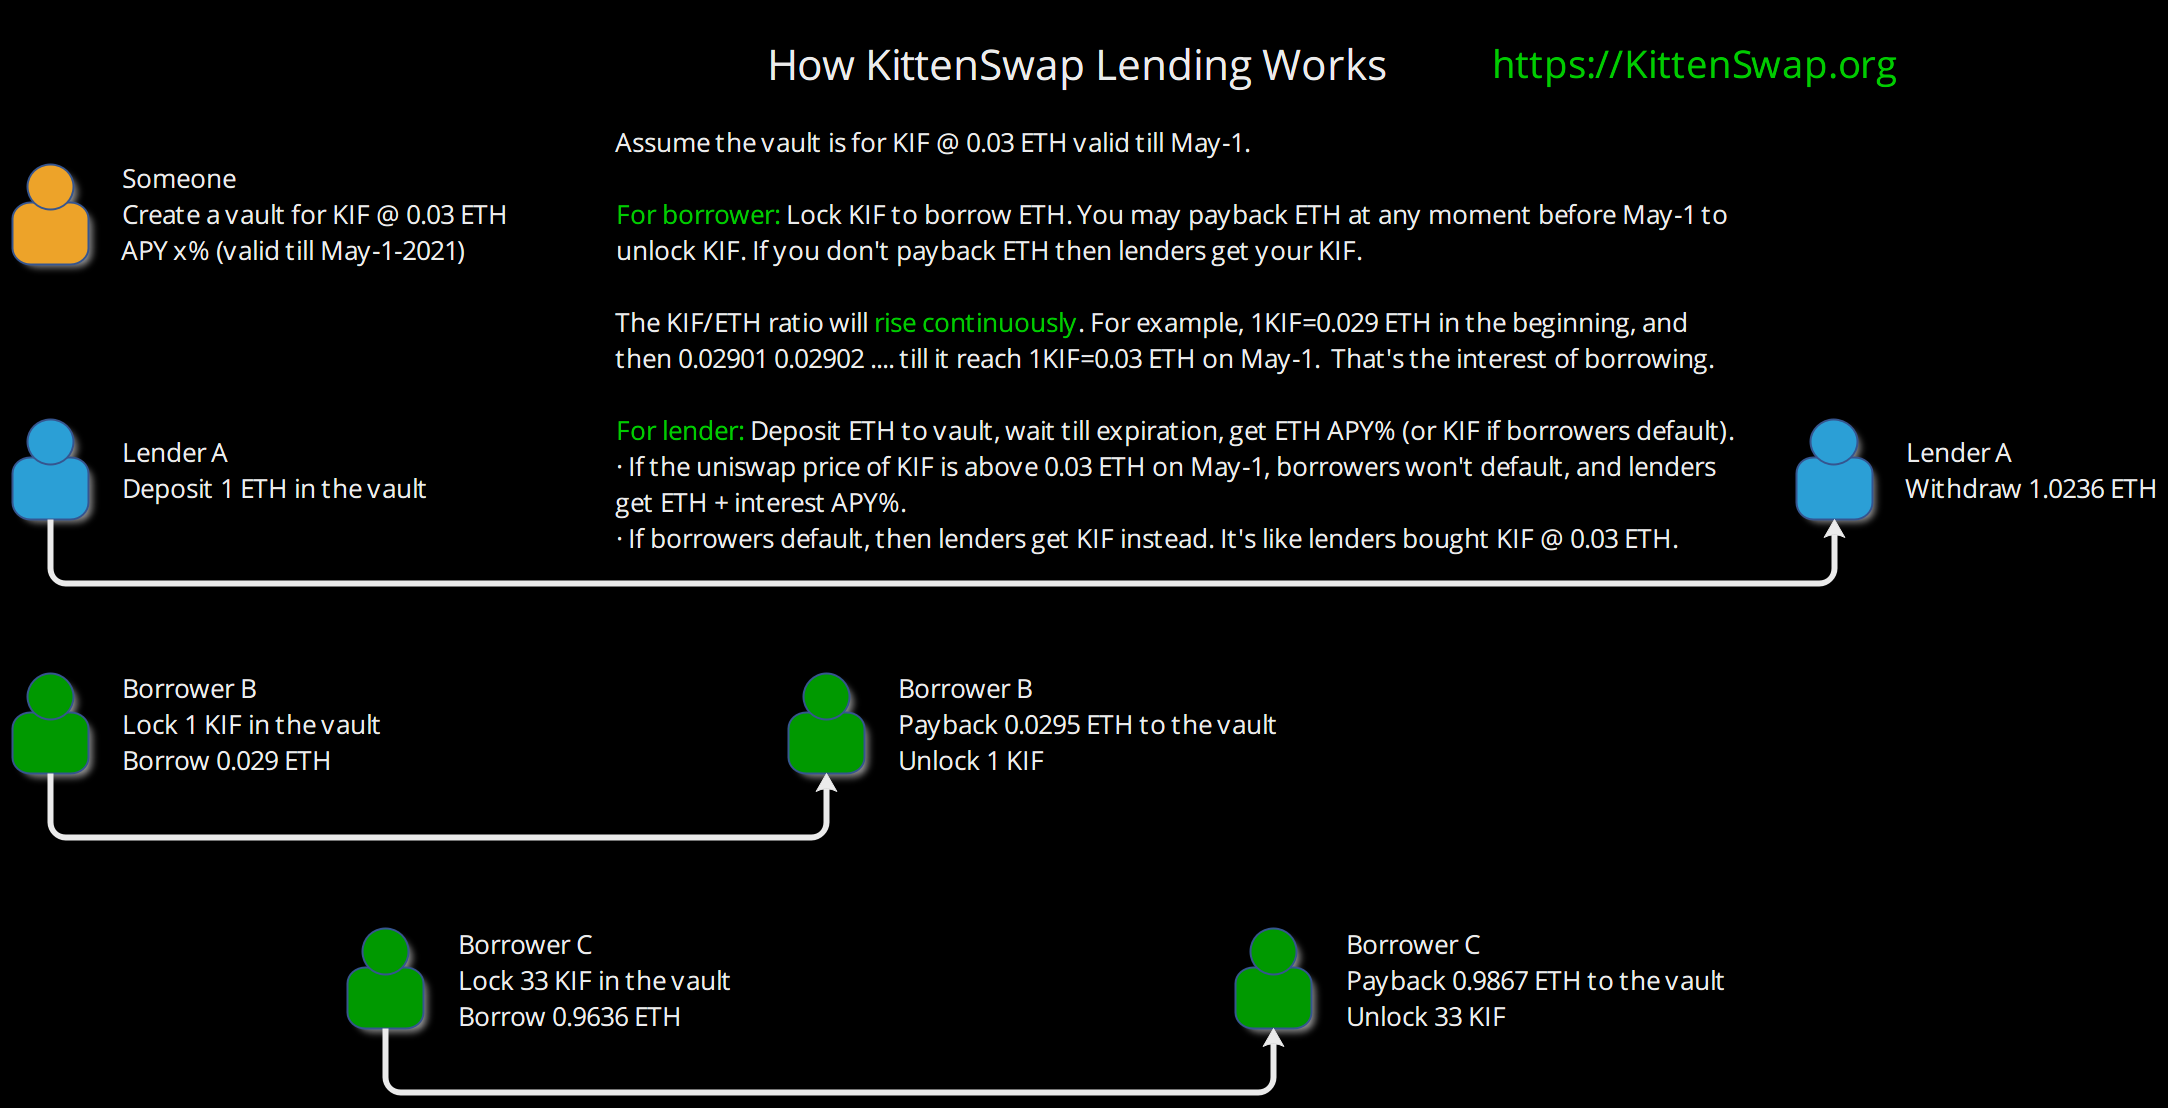 How KittenSwap Lending Works
https://KittenSwap.org
Assume the vault is for KIF @ 0.03 ETH valid till May-1.
Someone
Create a vault for KIF @ 0.03 ETH
APY x% (valid till May-1-2021)
For borrower: Lock KIF to borrow ETH. You may payback ETH at any moment before May-1 to
unlock KIF. If you don't payback ETH then lenders get your KIF.
The KIF/ETH ratio will rise continuously. For example, 1KIF=0.029 ETH in the beginning, and
then 0.02901 0.02902 .... till it reach 1KIF=0.03 ETH on May-1. That's the interest of borrowing.
Lender A
Deposit 1 ETH in the vault
For lender: Deposit ETH to vault, wait till expiration, get ETH APY% (or KIF if borrowers default).
· If the uniswap price of KIF is above 0.03 ETH on May-1, borrowers won't default, and lenders
get ETH + interest APY%.
· If borrowers default, then lenders get KIF instead. It's like lenders bought KIF @ 0.03 ETH.
Lender A
Withdraw 1.0236 ETH
Borrower B
Lock 1 KIF in the vault
Borrow 0.029 ETH
Borrower B
Payback 0.0295 ETH to the vault
Unlock 1 KIF
Borrower C
Lock 33 KIF in the vault
Borrow 0.9636 ETH
Borrower C
Payback 0.9867 ETH to the vault
Unlock 33 KIF